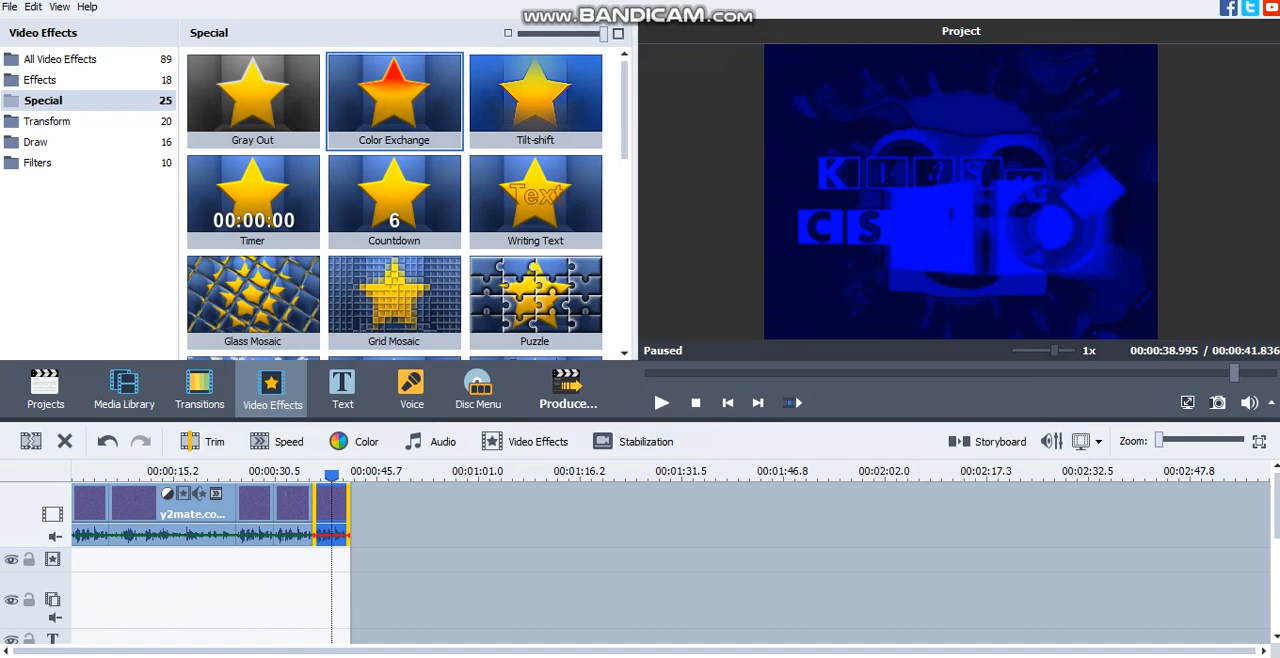 File Edit View Help
www.BANDICAM.com
Video Effects
Special
Project
All Video Effects 89
Effects 18
Special 25
Transform 20
Draw 16
Filters 10
Gray Out
Color Exchange
Tilt-shift
00:00:00
6
Text
Timer
Countdown
Writing Text
Glass Mosaic
Grid Mosaic
Puzzle
K
CS
Paused
1x
00:00:38.995 / 00:00:41.836
Projects
Media Library
Transitions
Video Effects
Text
Voice
Disc Menu
Produce...
Trim
Speed
Color
Audio
Video Effects
Stabilization
Storyboard
Zoom:
00:00:15.2 00:00:30.5 00:00:45.7 00:01:01.0 00:01:16.2 00:01:31.5 00:01:46.8 00:02:02.0 00:02:17.3 00:02:32.5 00:02:47.8
y2mate.co...